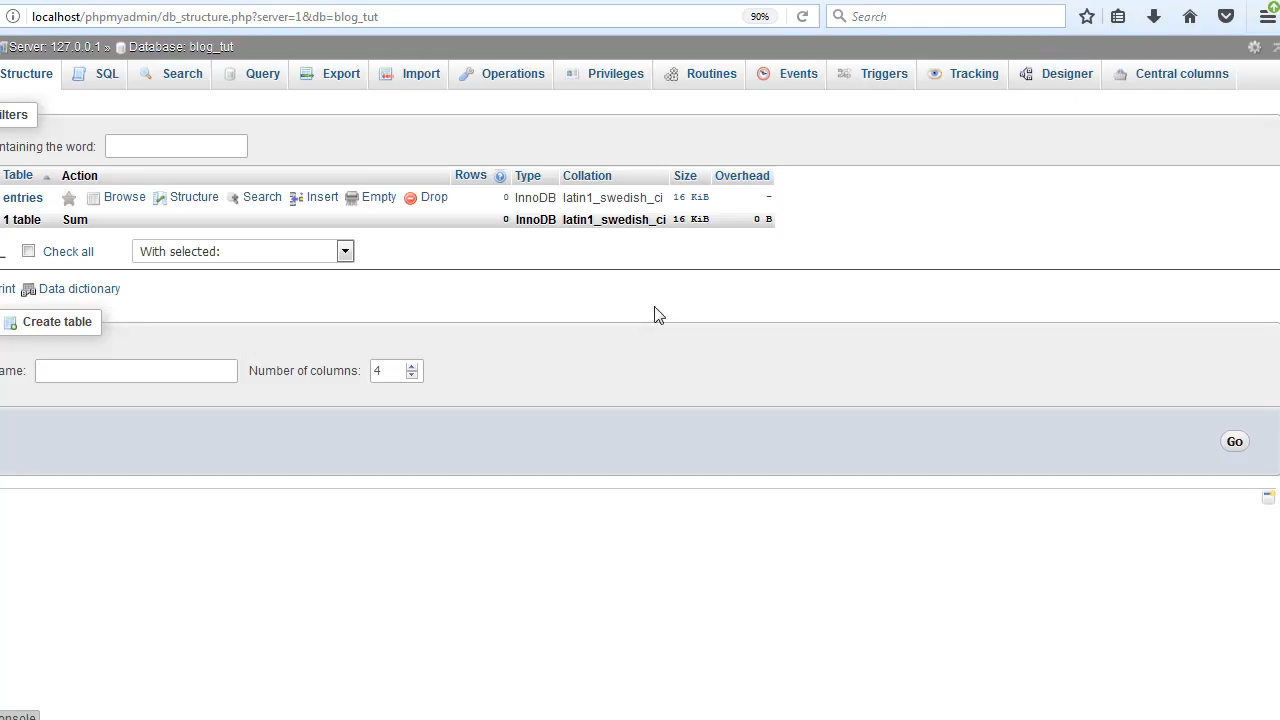 localhost/phpmyadmin/db_structure.php?server=1&db=blog_tut 90% Search
Server: 127.0.0.1 » Database: blog_tut
Structure SQL Search Query Export Import Operations Privileges Routines Events Triggers Tracking Designer Central columns
ilters
ntaining the word:
Table Action Rows Type Collation Size Overhead
entries Browse Structure Search Insert Empty Drop 0 InnoDB latin1_swedish_ci 16 KiB -
1 table Sum 0 InnoDB latin1_swedish_ci 16 KiB 0 B
Check all With selected:
rint Data dictionary
Create table
ame: Number of columns: 4
Go
onsole